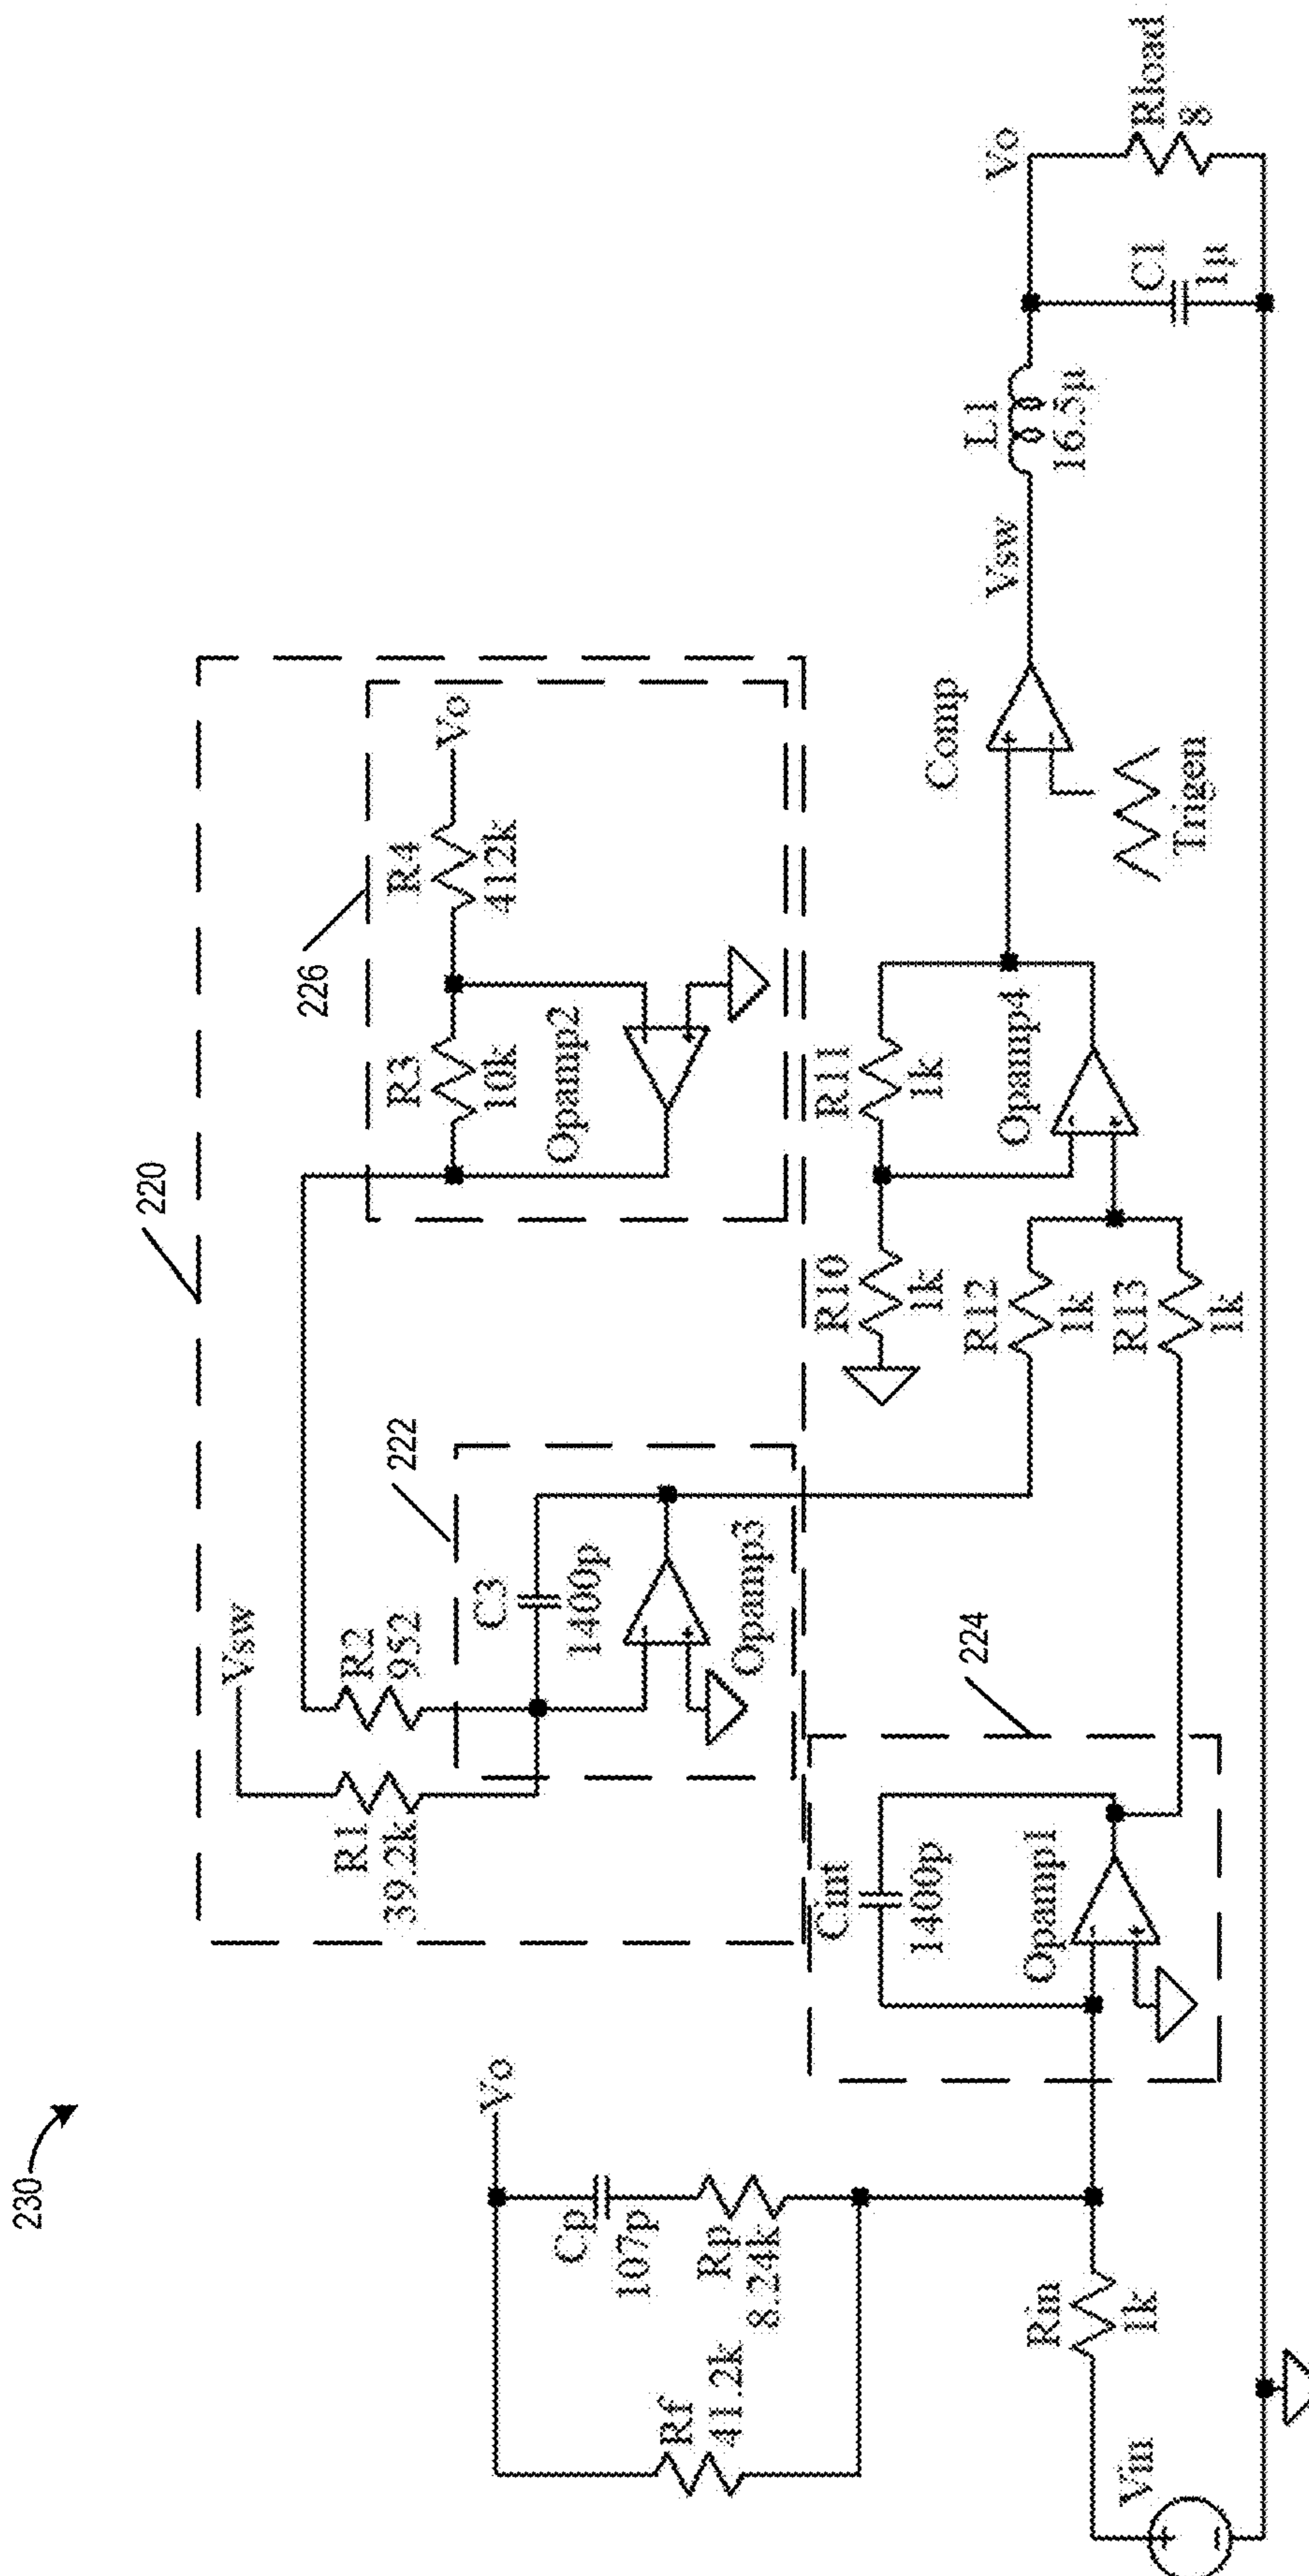 230
220
Vsw
R1
39.2k
R2
952
222
C3
1400p
Opamp3
226
R3
10k
R4
412k
Vo
Opamp2
Vo
Cp
107p
Rp
8.24k
Rf
41.2k
Vin
Rin
1k
224
Cint
1400p
Opamp1
R10
1k
R11
1k
R12
1k
R13
1k
Opamp4
Comp
Trigen
Vsw
L1
16.5µ
Vo
C1
1µ
Rload
8